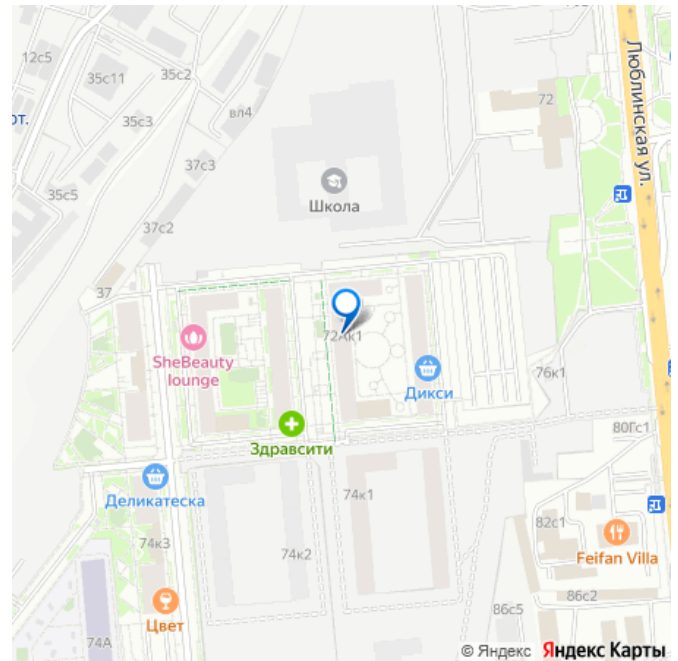 12с5
35с11
35с2
от.
35с3
вл4
72
Люблинская ул.
37с3
35с5
Школа
37с2
37
72Ак1
SheBeauty
lounge
Дикси
76к1
80Гс1
Здравсити
Деликатеска
74к1
82с1
74к3
74к2
Feifan Villa
86с5
86с2
Цвет
74А
© Яндекс Яндекс Карты